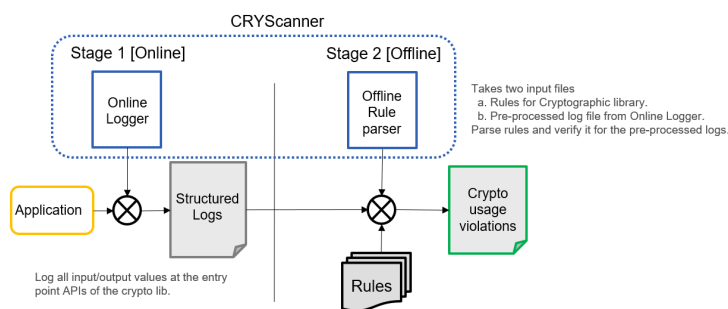 CRYScanner
Stage 1 [Online]
Stage 2 [Offline]
Online
Logger
Offline
Rule
parser
Takes two input files
a. Rules for Cryptographic library.
b. Pre-processed log file from Online Logger.
Parse rules and verify it for the pre-processed logs.
Application
Structured
Logs
Crypto
usage
violations
Log all input/output values at the entry
point APIs of the crypto lib.
Rules